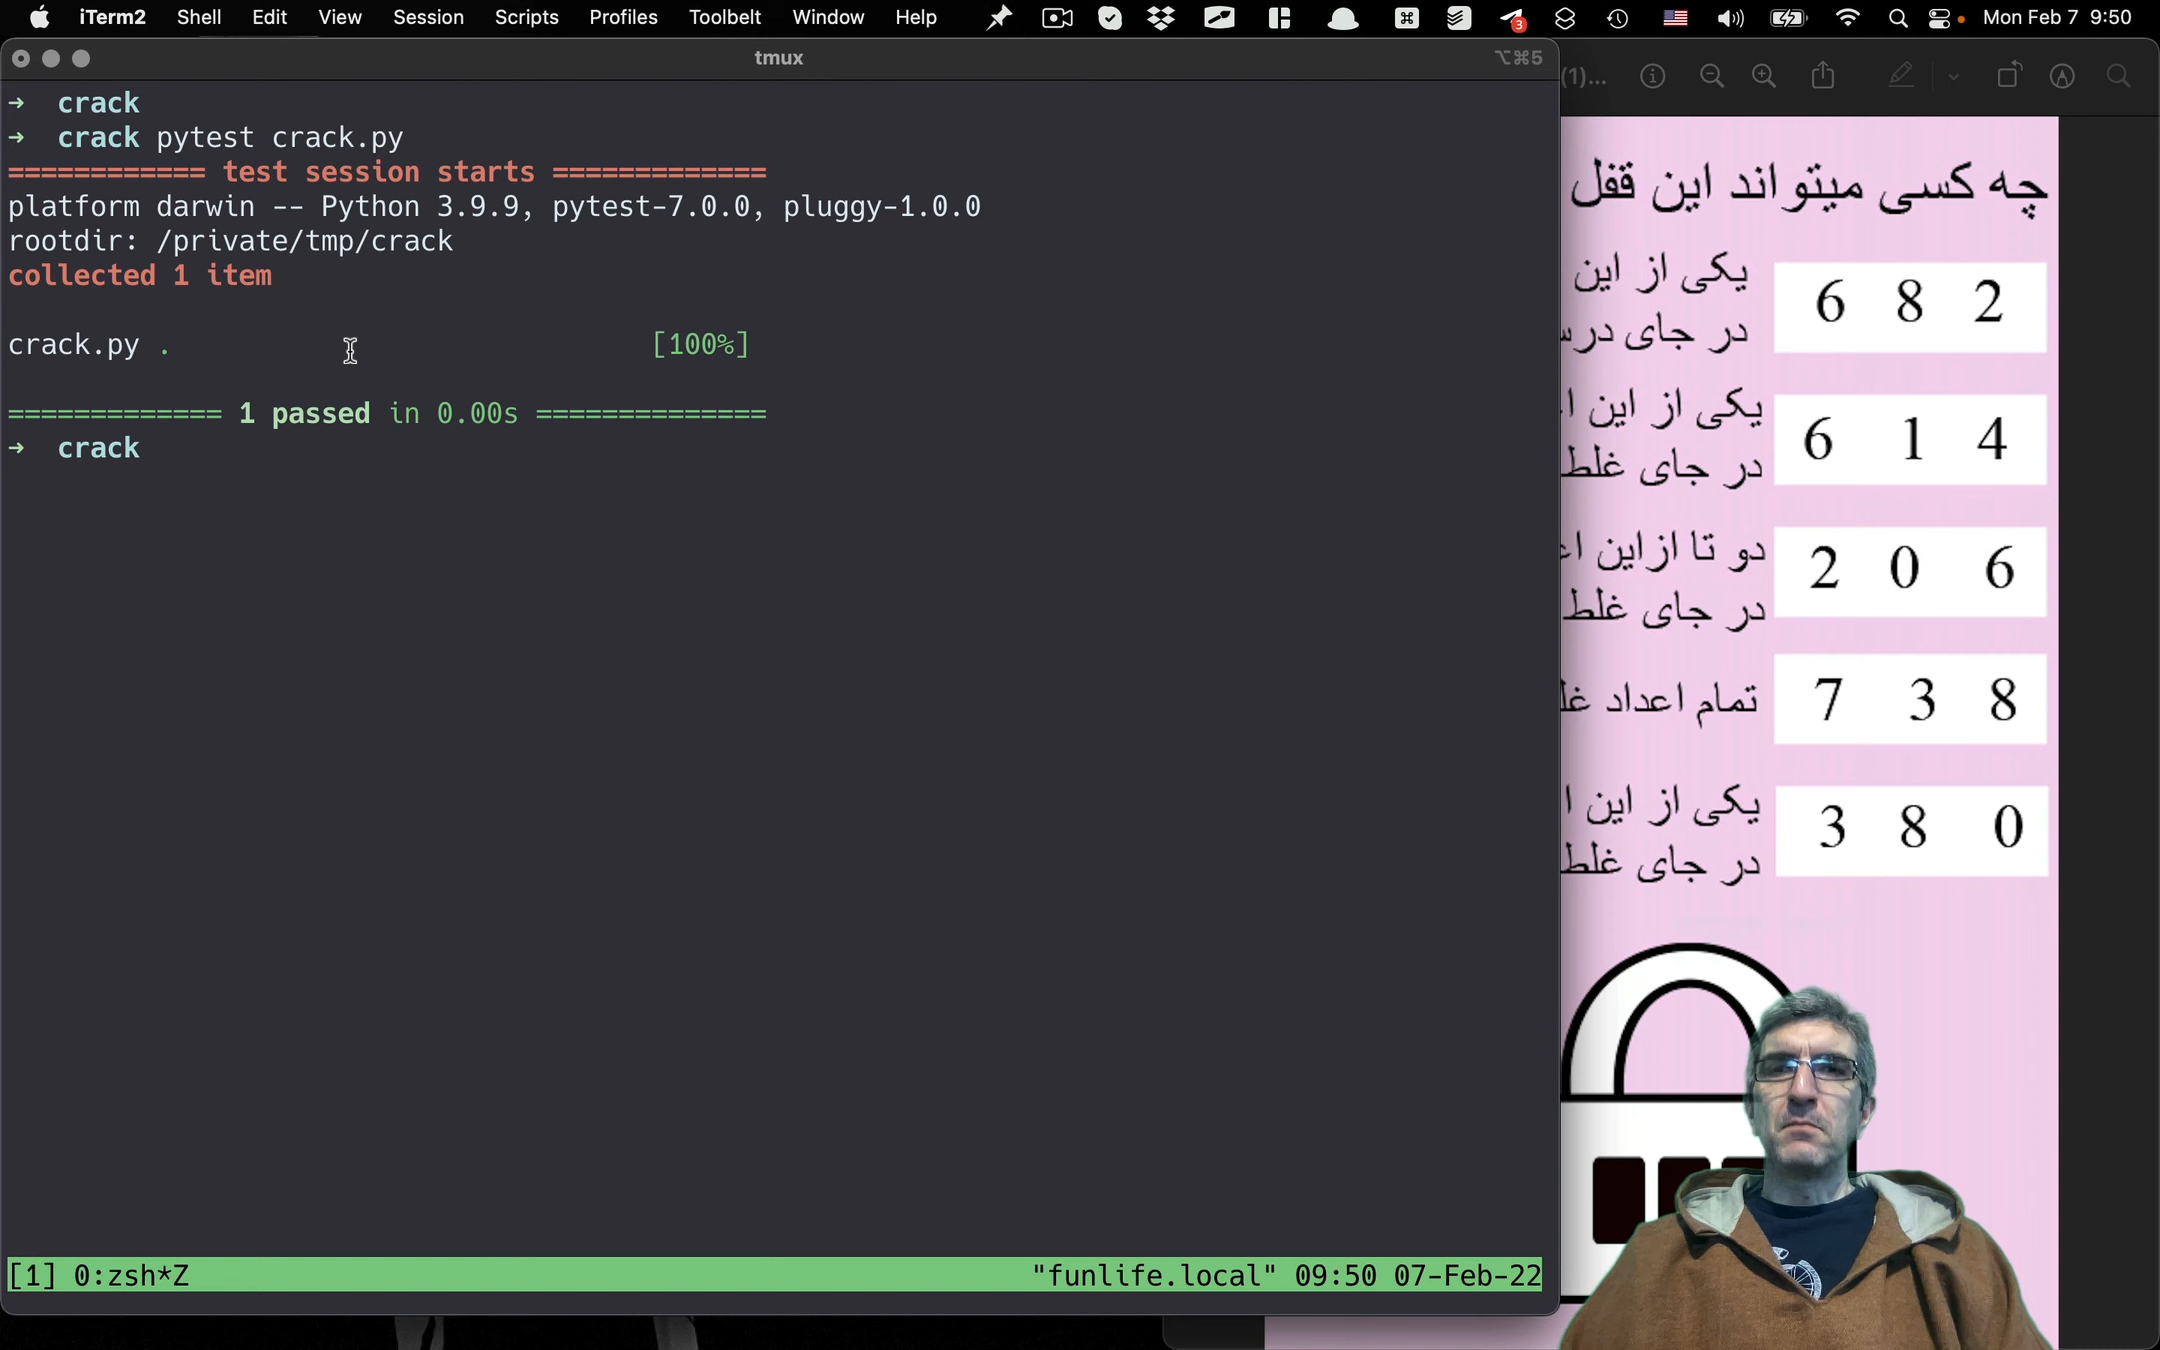 iTerm2 Shell Edit View Session Scripts Profiles Toolbelt Window Help 3 Mon Feb 7 9:50
tmux
⌥⌘5
(1)...
→ crack
→ crack pytest crack.py
============ test session starts =============
platform darwin -- Python 3.9.9, pytest-7.0.0, pluggy-1.0.0
rootdir: /private/tmp/crack
collected 1 item
crack.py . [100%]
============= 1 passed in 0.00s ==============
→ crack
[1] 0:zsh*Z "funlife.local" 09:50 07-Feb-22
چه کسی میتواند این قفل
6 8 2
یکی از این
در جای
6 1 4
یکی از این
در جای غلط
2 0 6
دو تا ازاین
در جای غلط
7 3 8
تمام اعداد
3 8 0
یکی از این
در جای غلط